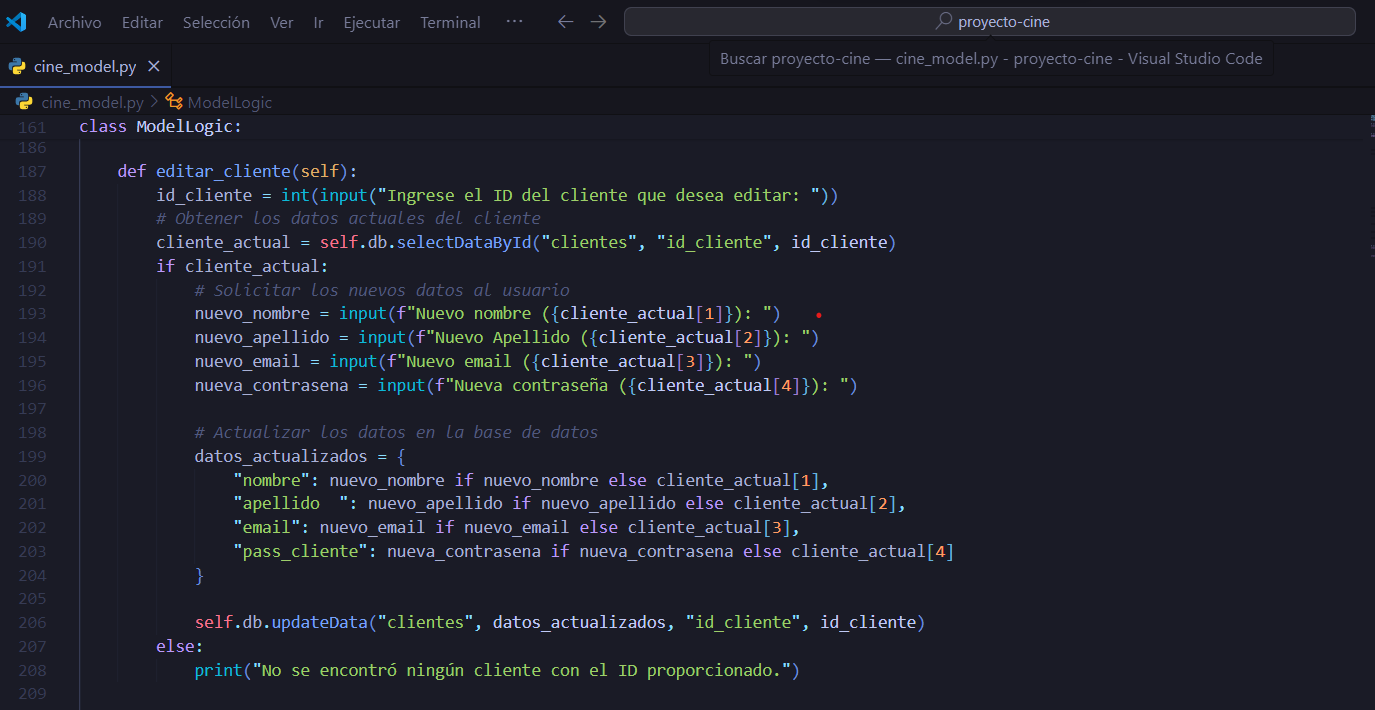 Archivo Editar Selección Ver Ir Ejecutar Terminal ··· proyecto-cine
cine_model.py
Buscar proyecto-cine — cine_model.py - proyecto-cine - Visual Studio Code
cine_model.py > ModelLogic
161 class ModelLogic:
186
187 def editar_cliente(self):
188 id_cliente = int(input("Ingrese el ID del cliente que desea editar: "))
189 # Obtener los datos actuales del cliente
190 cliente_actual = self.db.selectDataById("clientes", "id_cliente", id_cliente)
191 if cliente_actual:
192 # Solicitar los nuevos datos al usuario
193 nuevo_nombre = input(f"Nuevo nombre ({cliente_actual[1]}): ")
194 nuevo_apellido = input(f"Nuevo Apellido ({cliente_actual[2]}): ")
195 nuevo_email = input(f"Nuevo email ({cliente_actual[3]}): ")
196 nueva_contrasena = input(f"Nueva contraseña ({cliente_actual[4]}): ")
197
198 # Actualizar los datos en la base de datos
199 datos_actualizados = {
200 "nombre": nuevo_nombre if nuevo_nombre else cliente_actual[1],
201 "apellido  ": nuevo_apellido if nuevo_apellido else cliente_actual[2],
202 "email": nuevo_email if nuevo_email else cliente_actual[3],
203 "pass_cliente": nueva_contrasena if nueva_contrasena else cliente_actual[4]
204 }
205
206 self.db.updateData("clientes", datos_actualizados, "id_cliente", id_cliente)
207 else:
208 print("No se encontró ningún cliente con el ID proporcionado.")
209